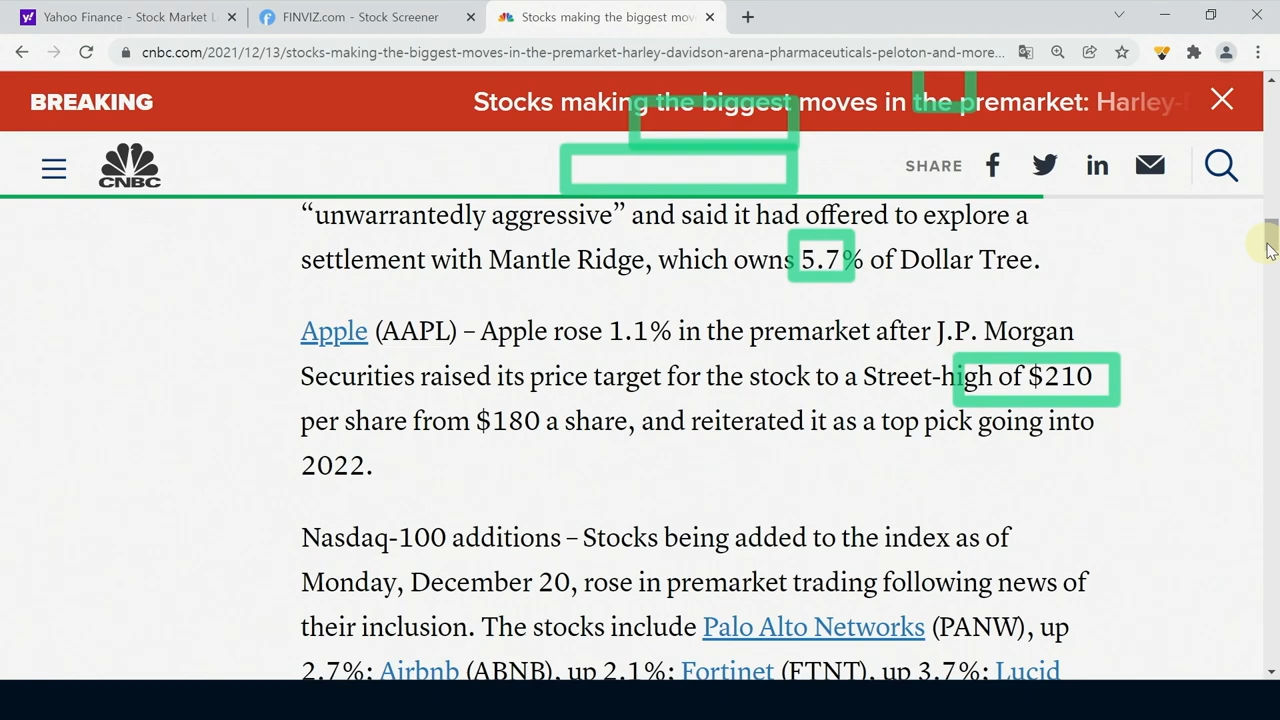 Yahoo Finance - Stock Market L
FINVIZ.com - Stock Screener
Stocks making the biggest mov
cnbc.com/2021/12/13/stocks-making-the-biggest-moves-in-the-premarket-harley-davidson-arena-pharmaceuticals-peloton-and-more...
BREAKING
Stocks making the biggest moves in the premarket: Harley-
CNBC
SHARE
“unwarrantedly aggressive” and said it had offered to explore a
settlement with Mantle Ridge, which owns 5.7% of Dollar Tree.
Apple (AAPL) – Apple rose 1.1% in the premarket after J.P. Morgan
Securities raised its price target for the stock to a Street-high of $210
per share from $180 a share, and reiterated it as a top pick going into
2022.
Nasdaq-100 additions – Stocks being added to the index as of
Monday, December 20, rose in premarket trading following news of
their inclusion. The stocks include Palo Alto Networks (PANW), up
2.7%; Airbnb (ABNB), up 2.1%; Fortinet (FTNT), up 3.7%; Lucid